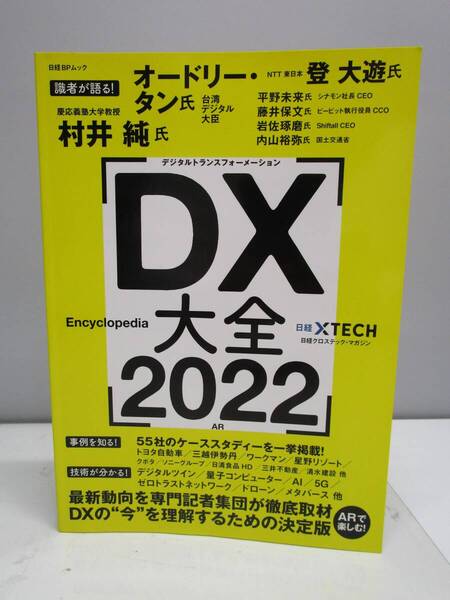 日経BPムック
識者が語る!
オードリー・タン氏 台湾デジタル大臣
慶応義塾大学教授
村井 純 氏
NTT 東日本 登 大遊氏
平野未来氏 シナモン社長 CEO
藤井保文氏 ビービット執行役員 CCO
岩佐琢磨氏 Shiftall CEO
内山裕弥氏 国土交通省
デジタルトランスフォーメーション
DX
Encyclopedia
大全
日経 XTECH
日経クロステック・マガジン
2022
AR
事例を知る!
55社のケーススタディーを一挙掲載!
トヨタ自動車/三越伊勢丹/ワークマン/星野リゾート/
クボタ/ソニーグループ/日清食品HD/三井不動産/清水建設 他
技術が分かる!
デジタルツイン/量子コンピューター/AI/5G/
ゼロトラストネットワーク/ドローン/メタバース 他
最新動向を専門記者集団が徹底取材
DXの“今”を理解するための決定版
ARで楽しむ!